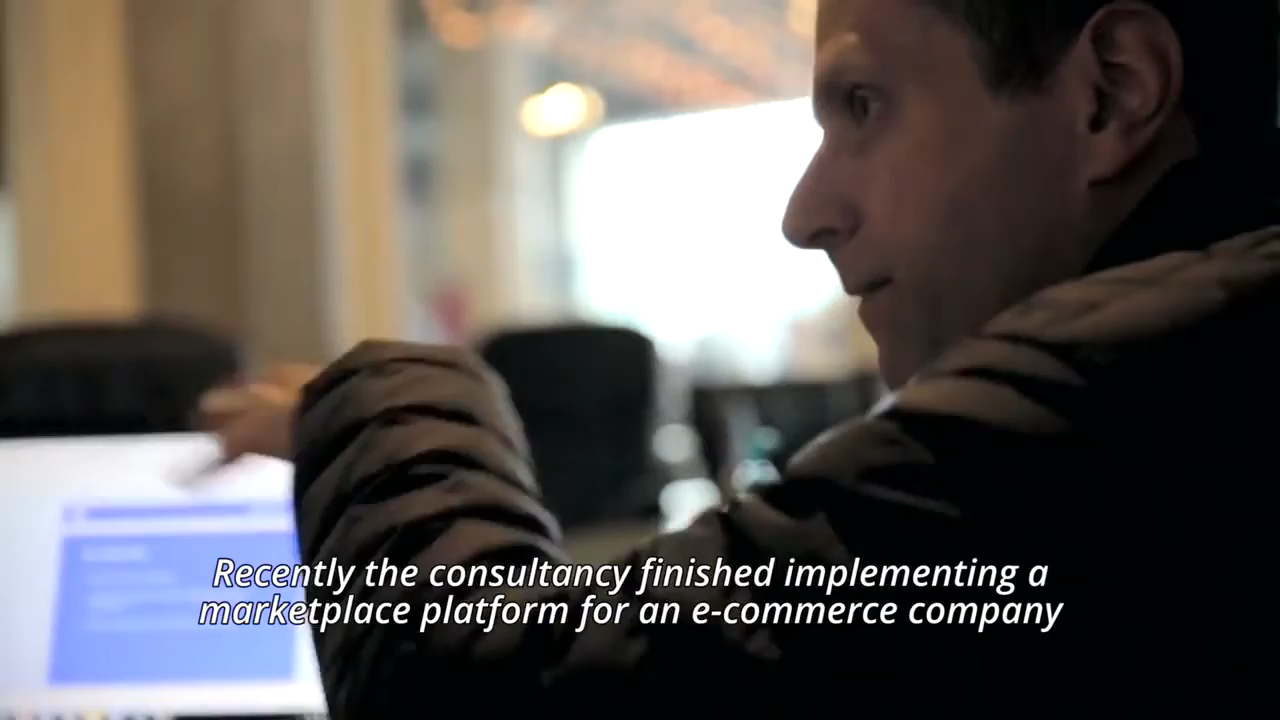 Recently the consultancy finished implementing a
marketplace platform for an e-commerce company